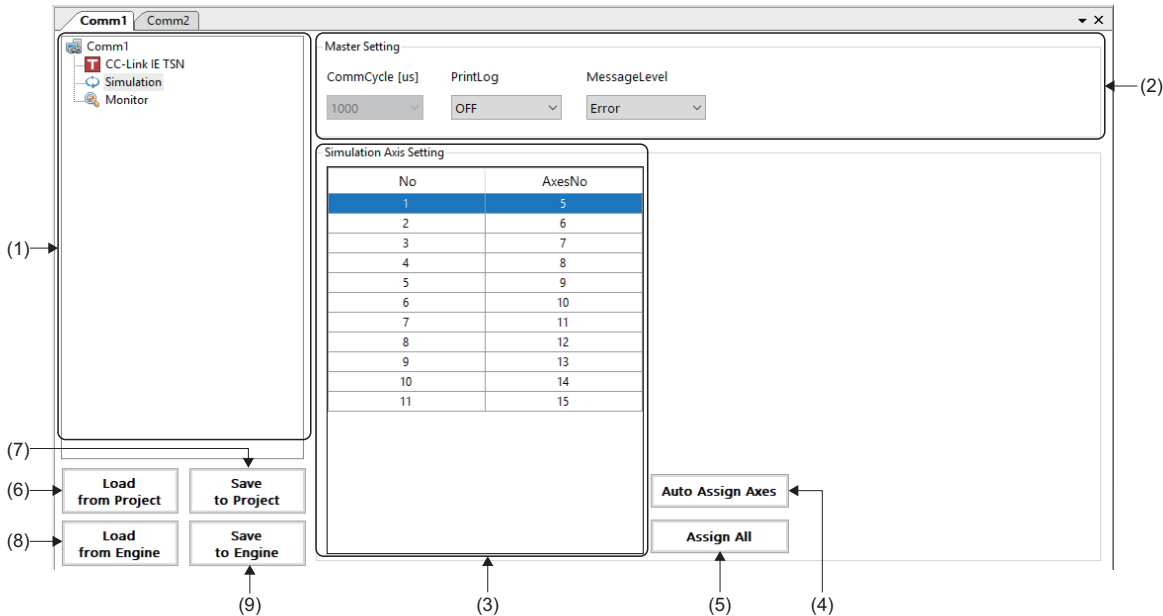 Comm1 Comm2
Comm1
T CC-Link IE TSN
Simulation
Monitor
Master Setting
CommCycle [us] PrintLog MessageLevel
1000 OFF Error
(2)
Simulation Axis Setting
No AxesNo
1 5
2 6
3 7
4 8
5 9
6 10
7 11
8 12
9 13
10 14
11 15
(1)
(7)
(6)
Load
from Project
Save
to Project
(8)
Load
from Engine
Save
to Engine
Auto Assign Axes
Assign All
(9) (3) (5) (4)